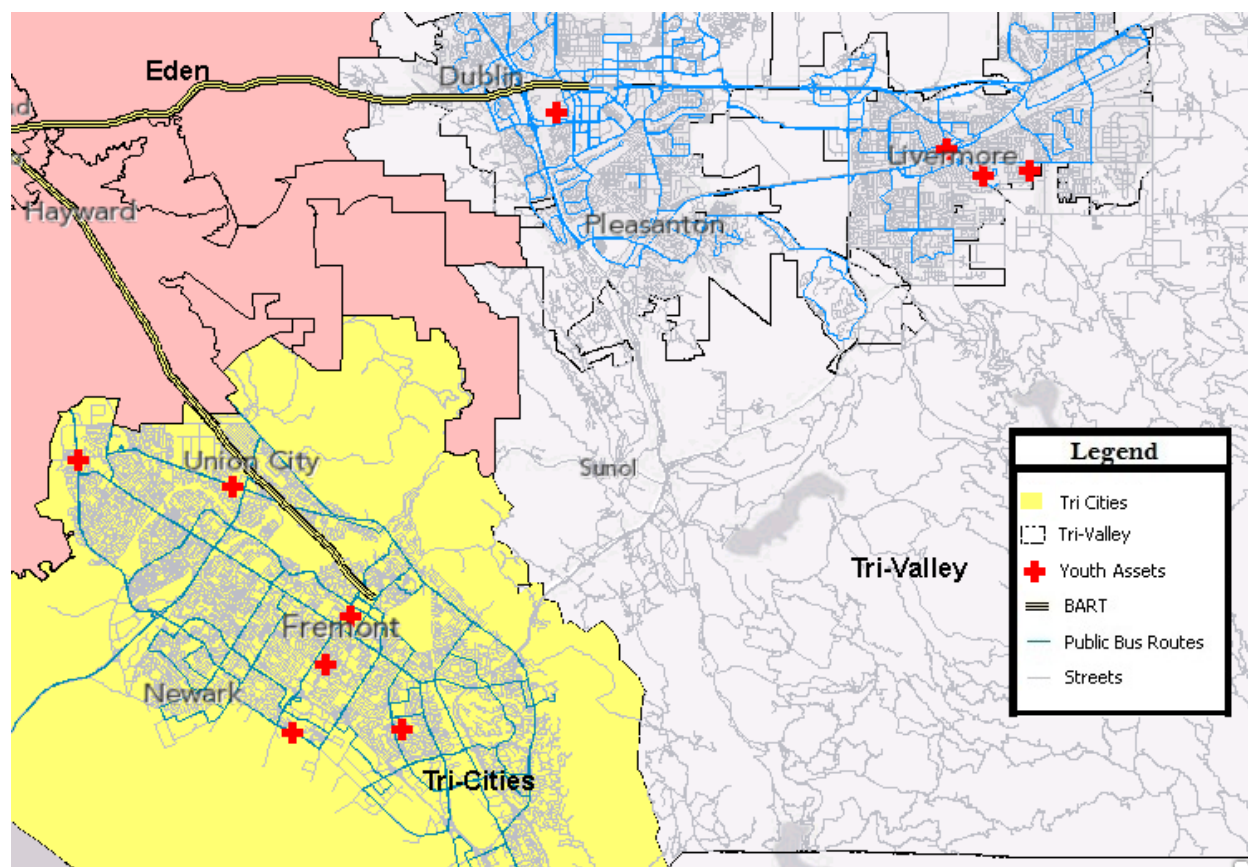 Eden
Dublin
Livermore
Hayward
Pleasanton
Union City
Sunol
Tri-Valley
Fremont
Newark
Tri-Cities
Legend
Tri Cities
Tri-Valley
Youth Assets
BART
Public Bus Routes
Streets